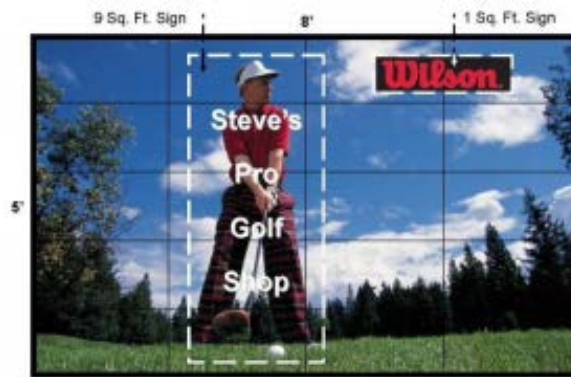 9 Sq. Ft. Sign
8'
1 Sq. Ft. Sign
Wilson
Steve's
Pro
5'
Golf
Shop